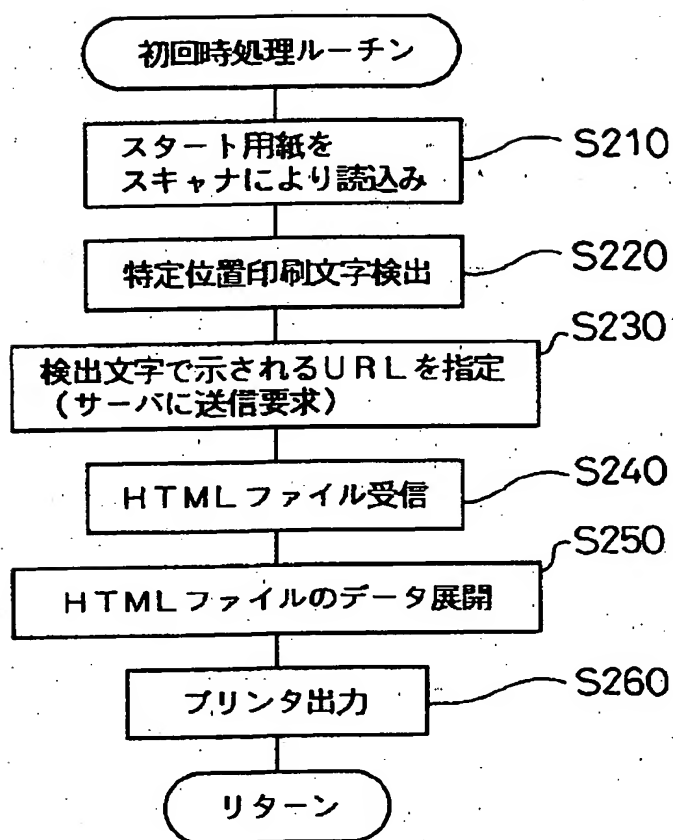 初回時処理ルーチン
スタート用紙を
スキャナにより読込み
S210
特定位置印刷文字検出
S220
検出文字で示されるURLを指定
(サーバに送信要求)
S230
HTMLファイル受信
S240
HTMLファイルのデータ展開
S250
プリンタ出力
S260
リターン